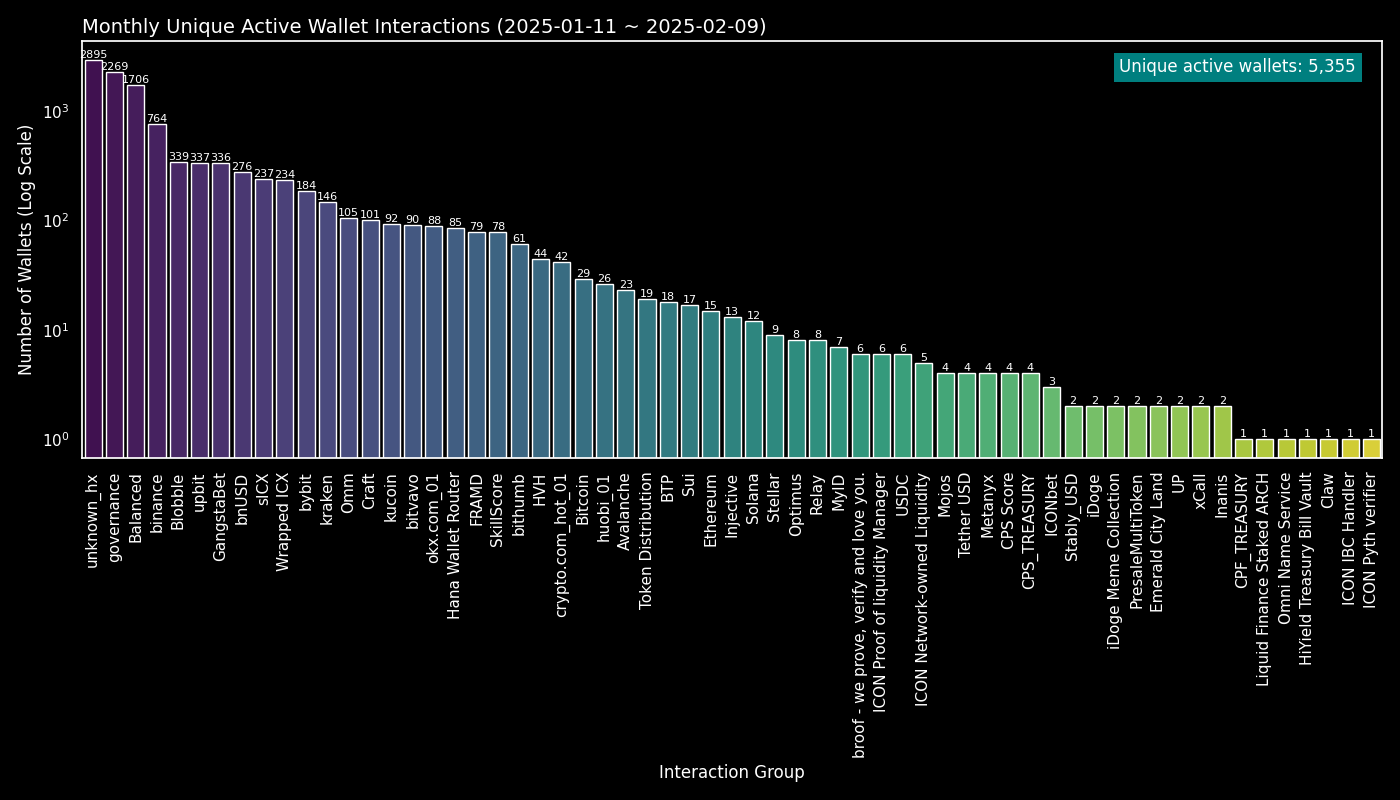 Monthly Unique Active Wallet Interactions (2025-01-11 ~ 2025-02-09)
Unique active wallets: 5,355
Number of Wallets (Log Scale)
10³
10²
10¹
10⁰
2895
2269
1706
764
339
337
336
276
237
234
184
146
105
101
92
90
88
85
79
78
61
44
42
29
26
23
19
18
17
15
13
12
9
8
8
7
6
6
6
5
4
4
4
4
4
3
2
2
2
2
2
2
2
2
1
1
1
1
1
1
1
unknown_hx
governance
Balanced
binance
Blobble
upbit
GangstaBet
bnUSD
sICX
Wrapped ICX
bybit
kraken
Omm
Craft
kucoin
bitvavo
okx.com_01
Hana Wallet Router
FRAMD
SkillScore
bithumb
HVH
crypto.com_hot_01
Bitcoin
huobi_01
Avalanche
Token Distribution
BTP
Sui
Ethereum
Injective
Solana
Stellar
Optimus
Relay
MyID
broof - we prove, verify and love you.
ICON Proof of liquidity Manager
USDC
ICON Network-owned Liquidity
Mojos
Tether USD
Metanyx
CPS Score
CPS_TREASURY
ICONbet
Stably_USD
iDoge
iDoge Meme Collection
PresaleMultiToken
Emerald City Land
UP
xCall
Inanis
CPF_TREASURY
Liquid Finance Staked ARCH
Omni Name Service
HiYield Treasury Bill Vault
Claw
ICON IBC Handler
ICON Pyth verifier
Interaction Group